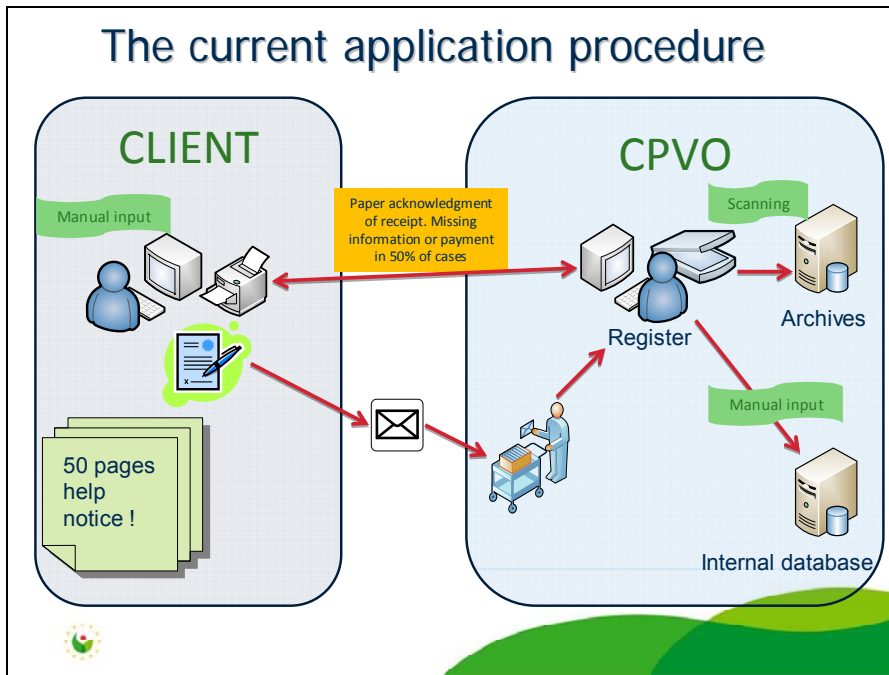 The current application procedure
CLIENT
Manual input
50 pages
help
notice !
Paper acknowledgment
of receipt. Missing
information or payment
in 50% of cases
CPVO
Scanning
Register
Archives
Manual input
Internal database